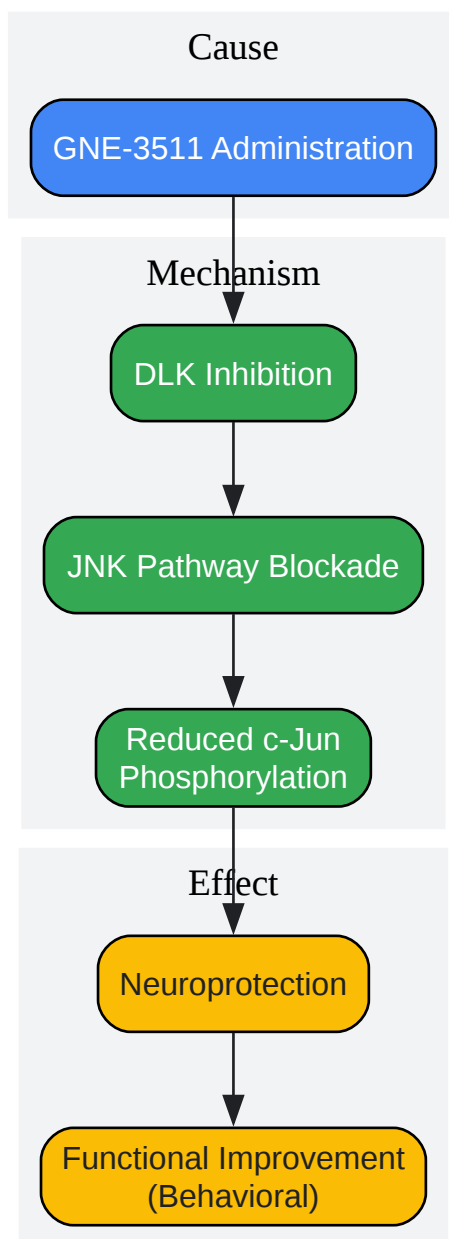 Cause
GNE-3511 Administration
Mechanism
DLK Inhibition
JNK Pathway Blockade
Reduced c-Jun
Phosphorylation
Effect
Neuroprotection
Functional Improvement
(Behavioral)